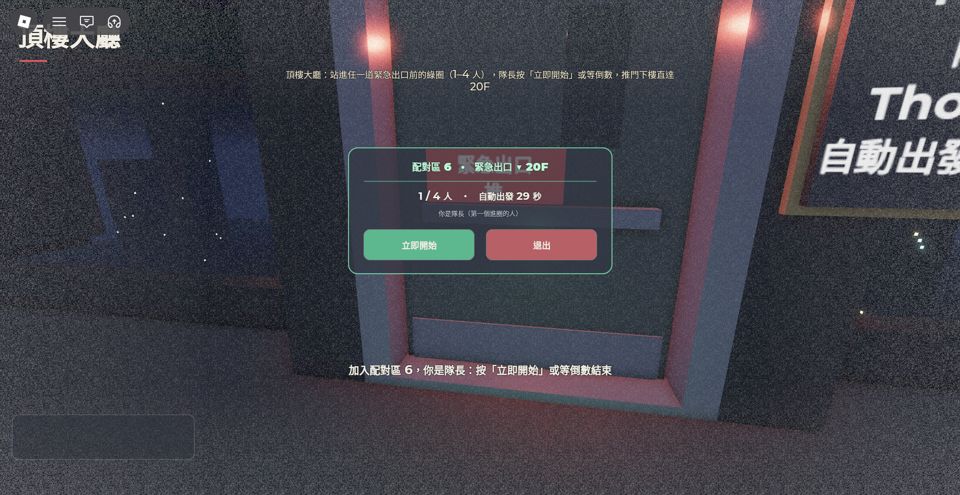 頂樓大廳
頂樓大廳：站進任一道緊急出口前的綠圈（1–4 人），隊長按「立即開始」或等倒數，推門下樓直達
20F
Tho
自動出發
緊急出口
推
配對區 6 · 緊急出口 ▾ 20F
1 / 4 人 · 自動出發 29 秒
你是隊長（第一個進圈的人）
立即開始
退出
加入配對區 6，你是隊長：按「立即開始」或等倒數結束